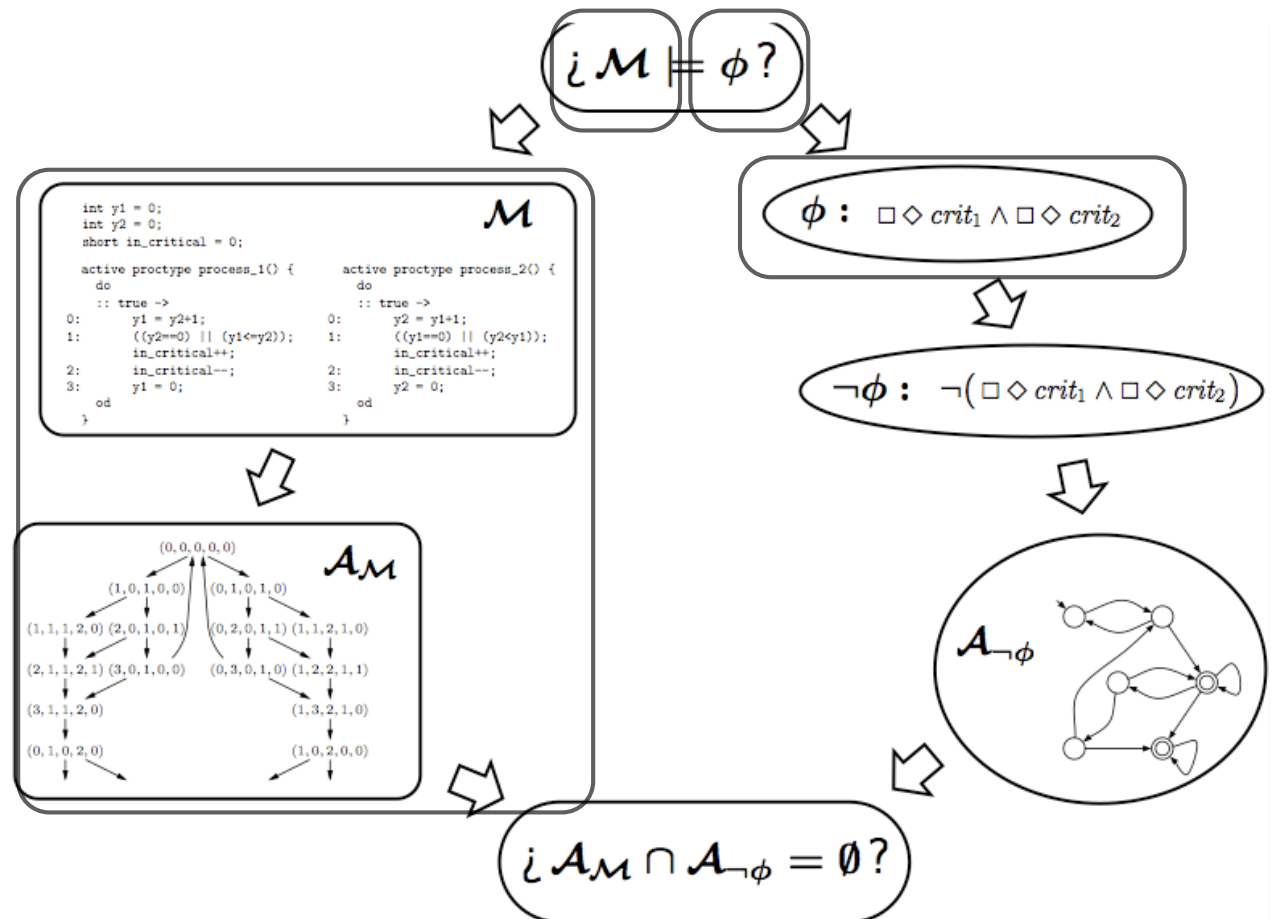 ¿ 𝓜 ⊨ ϕ ?
𝓜
int y1 = 0;
int y2 = 0;
short in_critical = 0;
active proctype process_1() {
do
:: true ->
0: y1 = y2+1;
1: ((y2==0) || (y1<=y2));
in_critical++;
2: in_critical--;
3: y1 = 0;
od
}
active proctype process_2() {
do
:: true ->
0: y2 = y1+1;
1: ((y1==0) || (y2<y1));
in_critical++;
2: in_critical--;
3: y2 = 0;
od
}
ϕ : □ ◇ crit₁ ∧ □ ◇ crit₂
¬ϕ : ¬( □ ◇ crit₁ ∧ □ ◇ crit₂)
𝓐𝓜
(0,0,0,0,0)
(1,0,1,0,0) (0,1,0,1,0)
(1,1,1,2,0) (2,0,1,0,1) (0,2,0,1,1) (1,1,2,1,0)
(2,1,1,2,1) (3,0,1,0,0) (0,3,0,1,0) (1,2,2,1,1)
(3,1,1,2,0) (1,3,2,1,0)
(0,1,0,2,0) (1,0,2,0,0)
𝓐¬ϕ
¿ 𝓐𝓜 ∩ 𝓐¬ϕ = ∅ ?